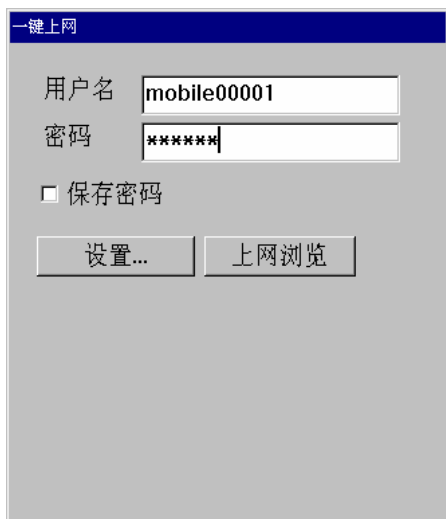 一键上网
用户名 mobile00001
密码 ******
保存密码
设置... 上网浏览